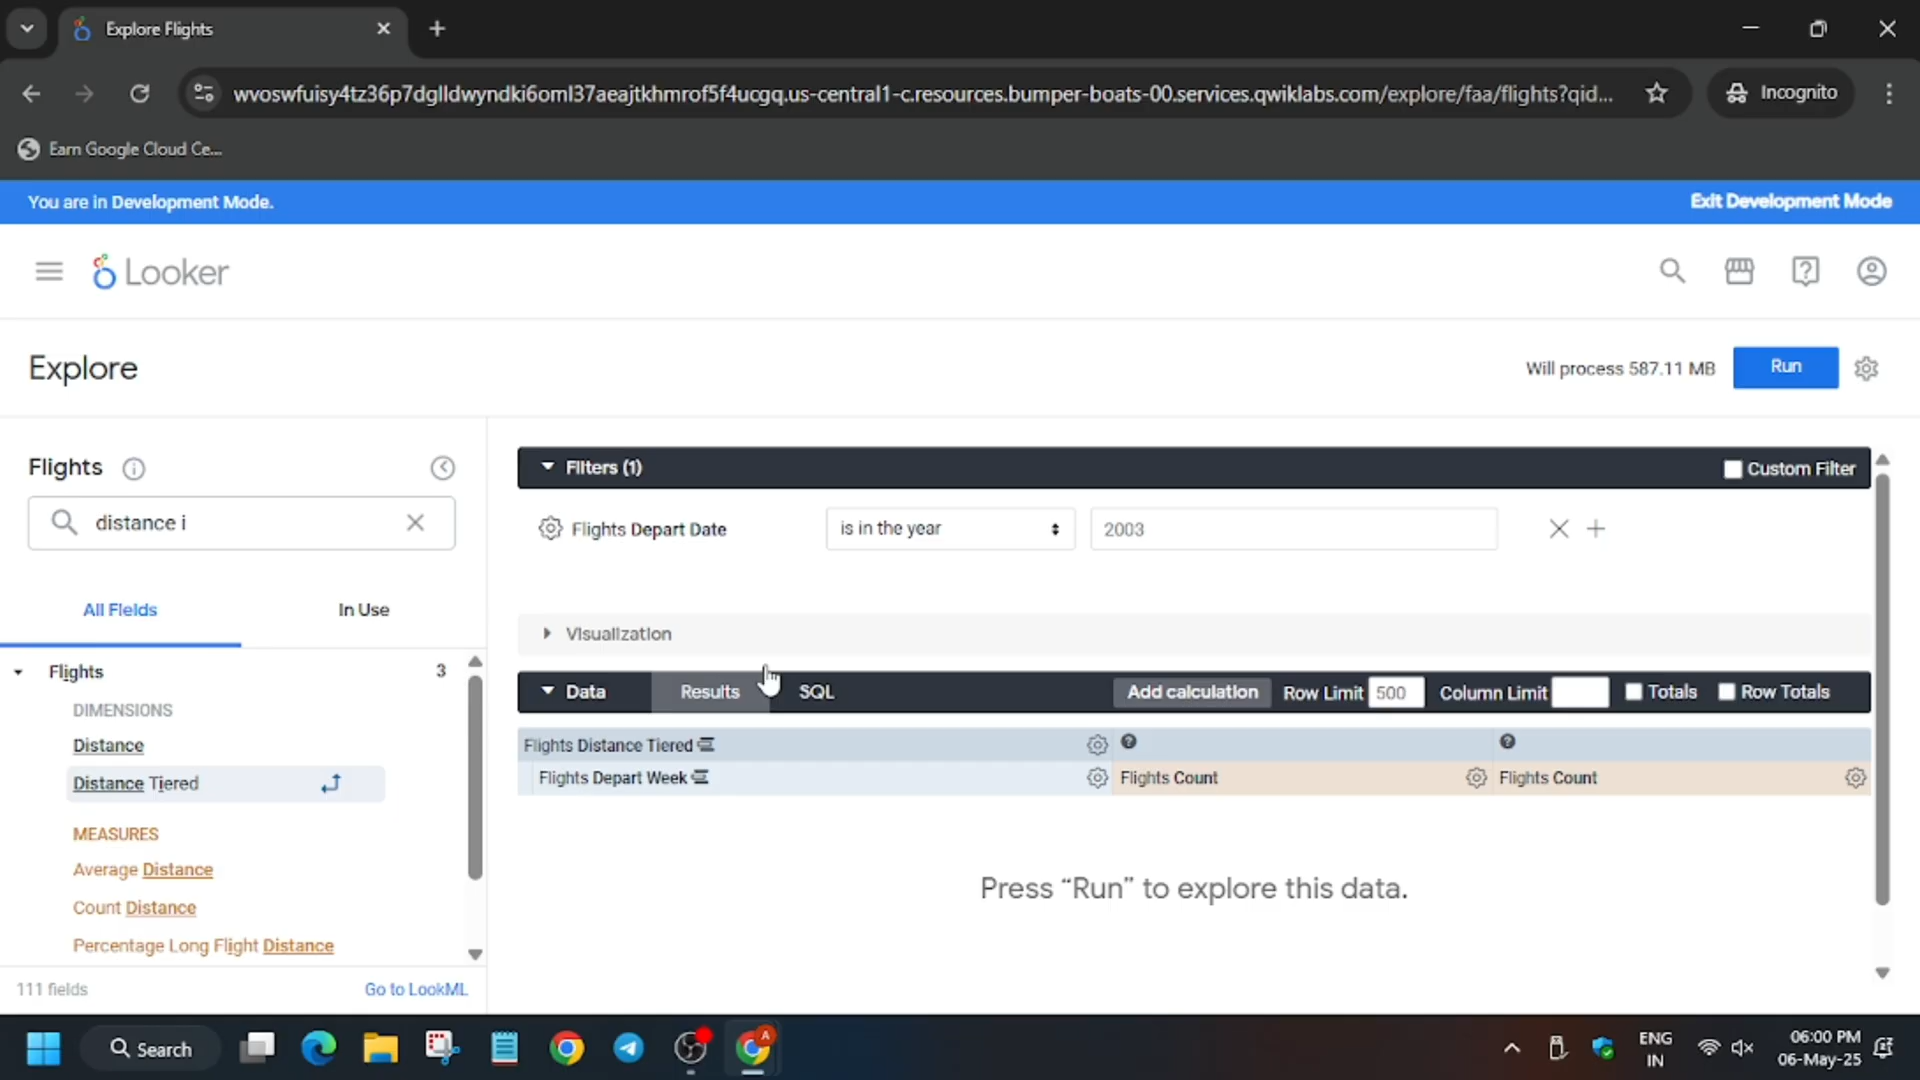 Explore Flights
wvoswfuisy4tz36p7dglldwyndki6oml37aeajtkhmrof5f4ucgq.us-central1-c.resources.bumper-boats-00.services.qwiklabs.com/explore/faa/flights?qid...
Incognito
Earn Google Cloud Ce...
You are in Development Mode.
Exit Development Mode
Looker
Explore
Will process 587.11 MB
Run
Flights
distance i
All Fields
In Use
Flights 3
DIMENSIONS
Distance
Distance Tiered
MEASURES
Average Distance
Count Distance
Percentage Long Flight Distance
111 fields
Go to LookML
Filters (1)
Custom Filter
Flights Depart Date
is in the year
2003
Visualization
Data
Results
SQL
Add calculation
Row Limit 500
Column Limit
Totals
Row Totals
Flights Distance Tiered
Flights Depart Week
Flights Count
Flights Count
Press “Run” to explore this data.
Search
A
ENG
IN
06:00 PM
06-May-25